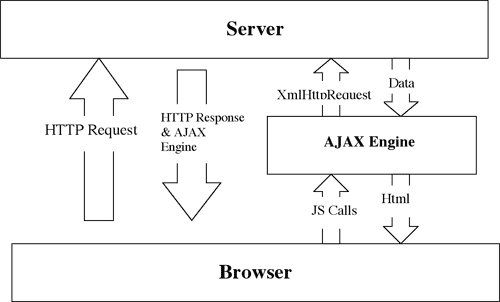 Server
XmlHttpRequest
Data
HTTP Request
HTTP Response
& AJAX
Engine
AJAX Engine
JS Calls
Html
Browser